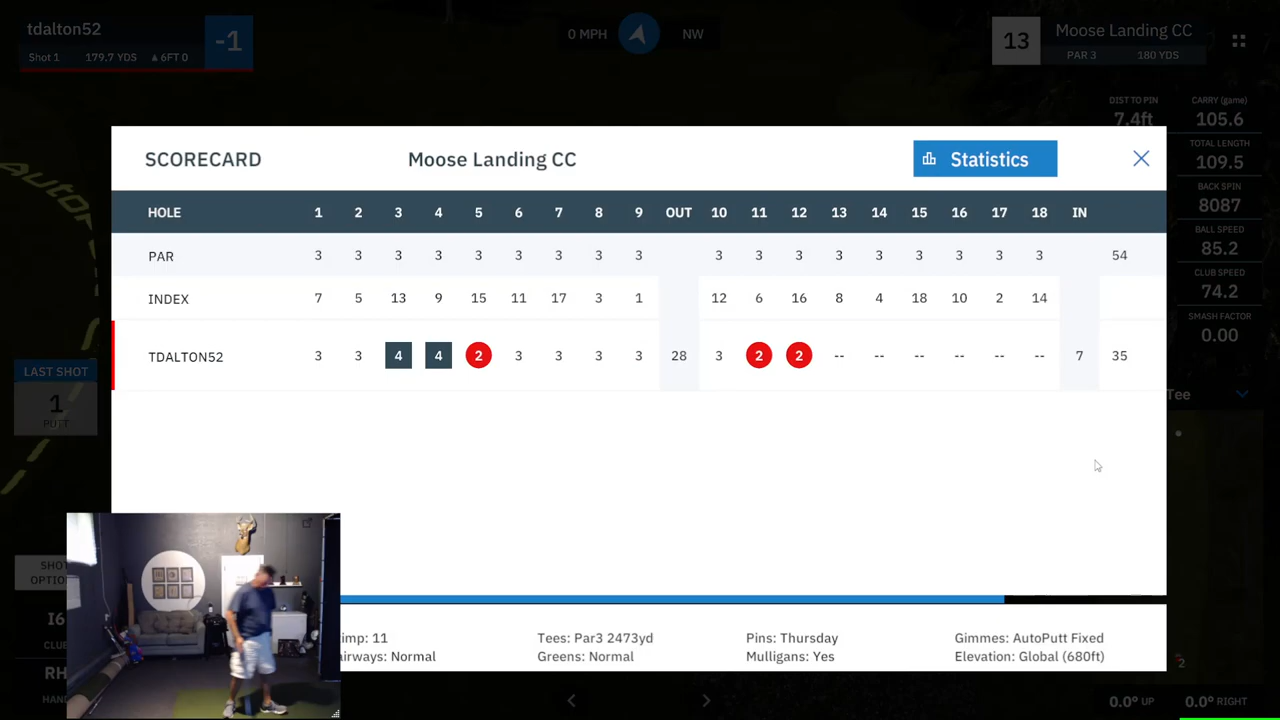 tdalton52
Shot 1 179.7 YDS ▲6FT 0
-1
0 MPH NW
13
Moose Landing CC
PAR 3 180 YDS
DIST TO PIN
7.4ft
CARRY (game)
105.6
TOTAL LENGTH
109.5
BACK SPIN
8087
BALL SPEED
85.2
CLUB SPEED
74.2
SMASH FACTOR
0.00
SCORECARD Moose Landing CC Statistics
HOLE 1 2 3 4 5 6 7 8 9 OUT 10 11 12 13 14 15 16 17 18 IN
PAR 3 3 3 3 3 3 3 3 3 3 3 3 3 3 3 3 3 3 54
INDEX 7 5 13 9 15 11 17 3 1 12 6 16 8 4 18 10 2 14
TDALTON52 3 3 4 4 2 3 3 3 3 28 3 2 2 -- -- -- -- -- -- 7 35
LAST SHOT
1
PUTT
Tee
SHOT
OPTIO
I6
CLU
RH
HAN
imp: 11
airways: Normal
Tees: Par3 2473yd
Greens: Normal
Pins: Thursday
Mulligans: Yes
Gimmes: AutoPutt Fixed
Elevation: Global (680ft)
2
0.0° UP 0.0° RIGHT